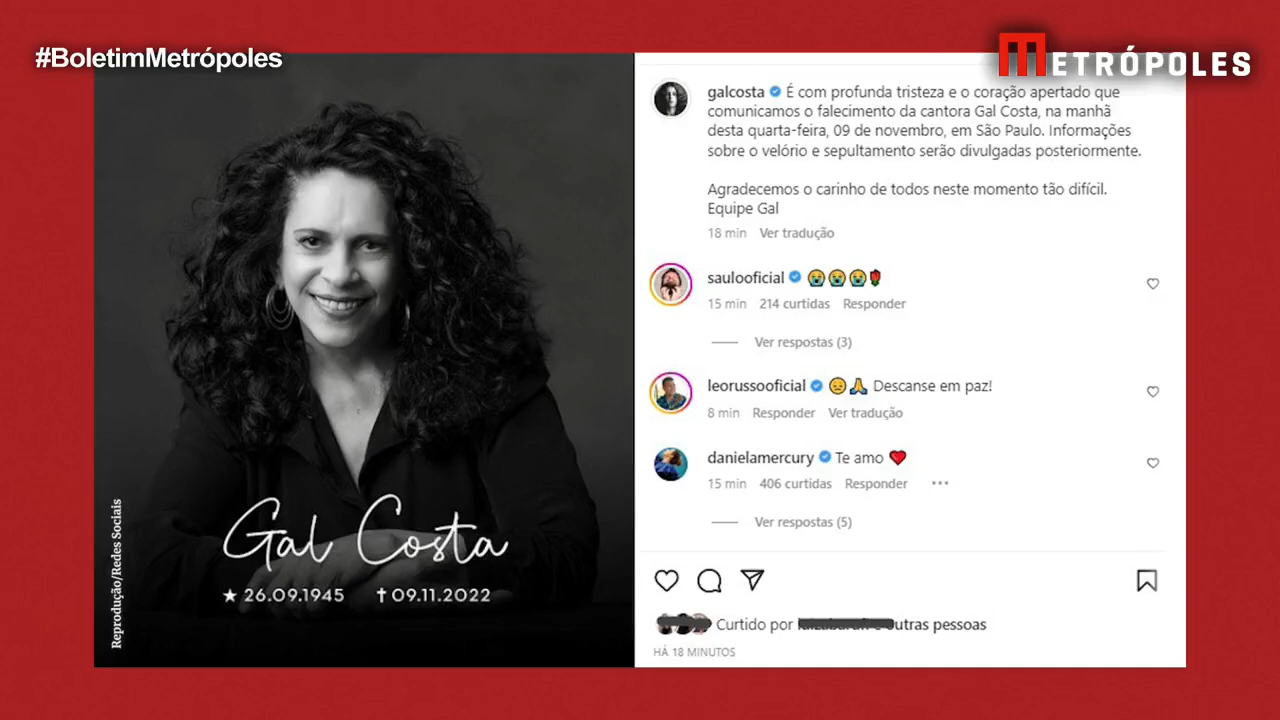 #BoletimMetrópoles
METRÓPOLES
Gal Costa
★ 26.09.1945 ✝ 09.11.2022
Reprodução/Redes Sociais
galcosta É com profunda tristeza e o coração apertado que
comunicamos o falecimento da cantora Gal Costa, na manhã
desta quarta-feira, 09 de novembro, em São Paulo. Informações
sobre o velório e sepultamento serão divulgadas posteriormente.
Agradecemos o carinho de todos neste momento tão difícil.
Equipe Gal
18 min Ver tradução
saulooficial 😭😭😭🌹
15 min 214 curtidas Responder
Ver respostas (3)
leorussooficial 😔🙏 Descanse em paz!
8 min Responder Ver tradução
danielamercury Te amo ❤️
15 min 406 curtidas Responder ...
Ver respostas (5)
Curtido por outras pessoas
HÁ 18 MINUTOS